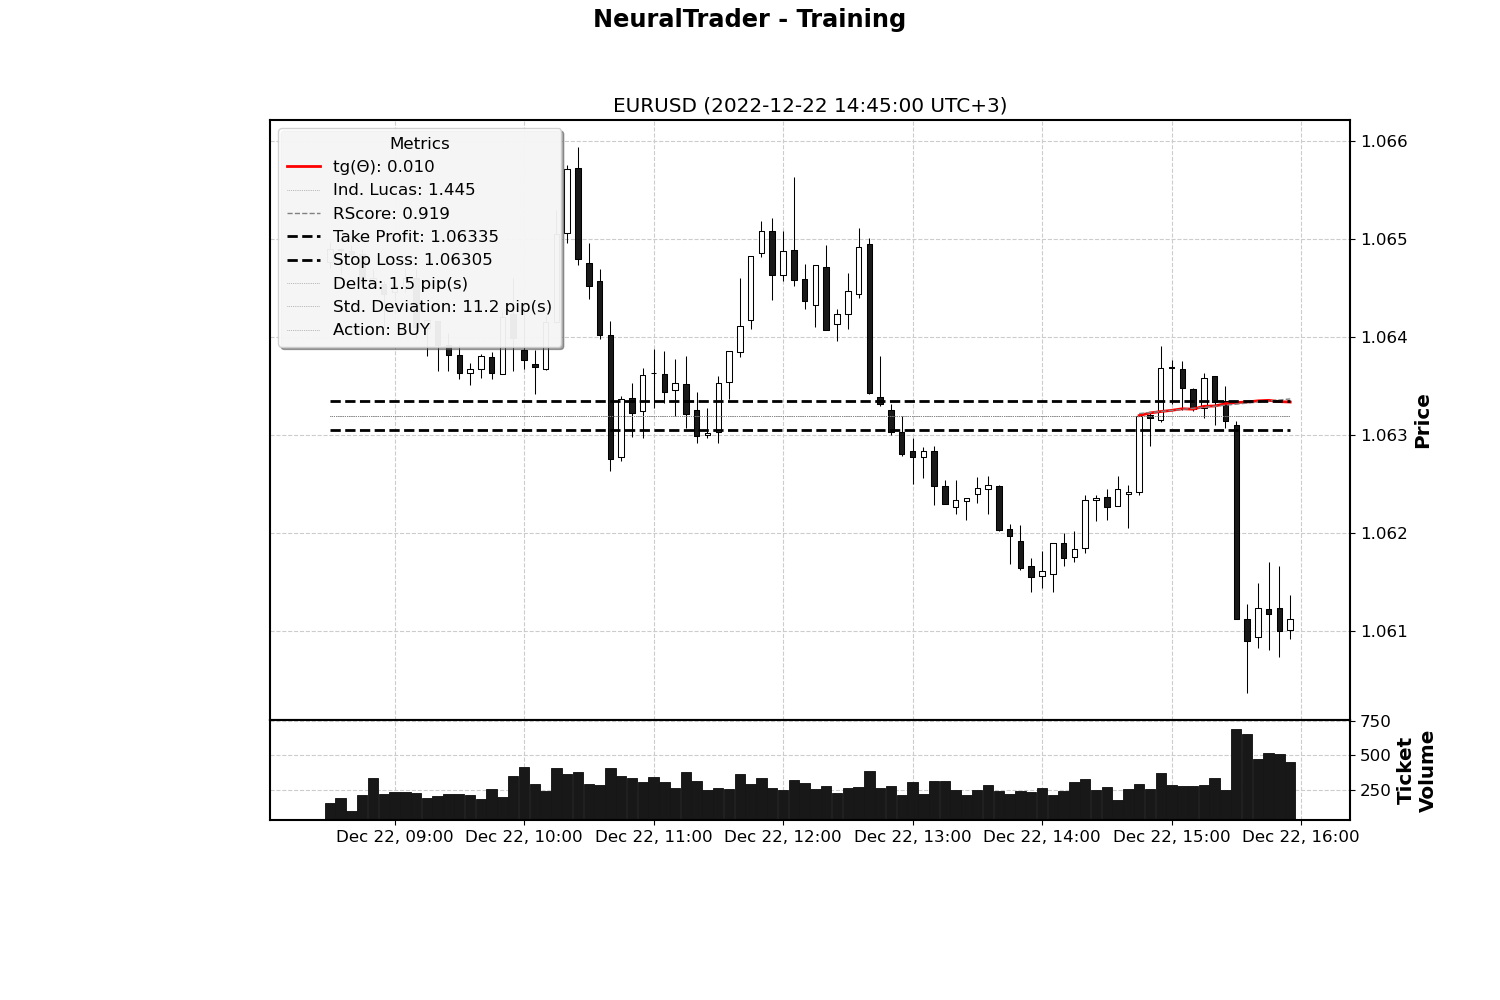 NeuralTrader - Training
EURUSD (2022-12-22 14:45:00 UTC+3)
Metrics
tg(Θ): 0.010
Ind. Lucas: 1.445
RScore: 0.919
Take Profit: 1.06335
Stop Loss: 1.06305
Delta: 1.5 pip(s)
Std. Deviation: 11.2 pip(s)
Action: BUY
1.066
1.065
1.064
1.063
1.062
1.061
Price
750
500
250
Ticket
Volume
Dec 22, 09:00 Dec 22, 10:00 Dec 22, 11:00 Dec 22, 12:00 Dec 22, 13:00 Dec 22, 14:00 Dec 22, 15:00 Dec 22, 16:00